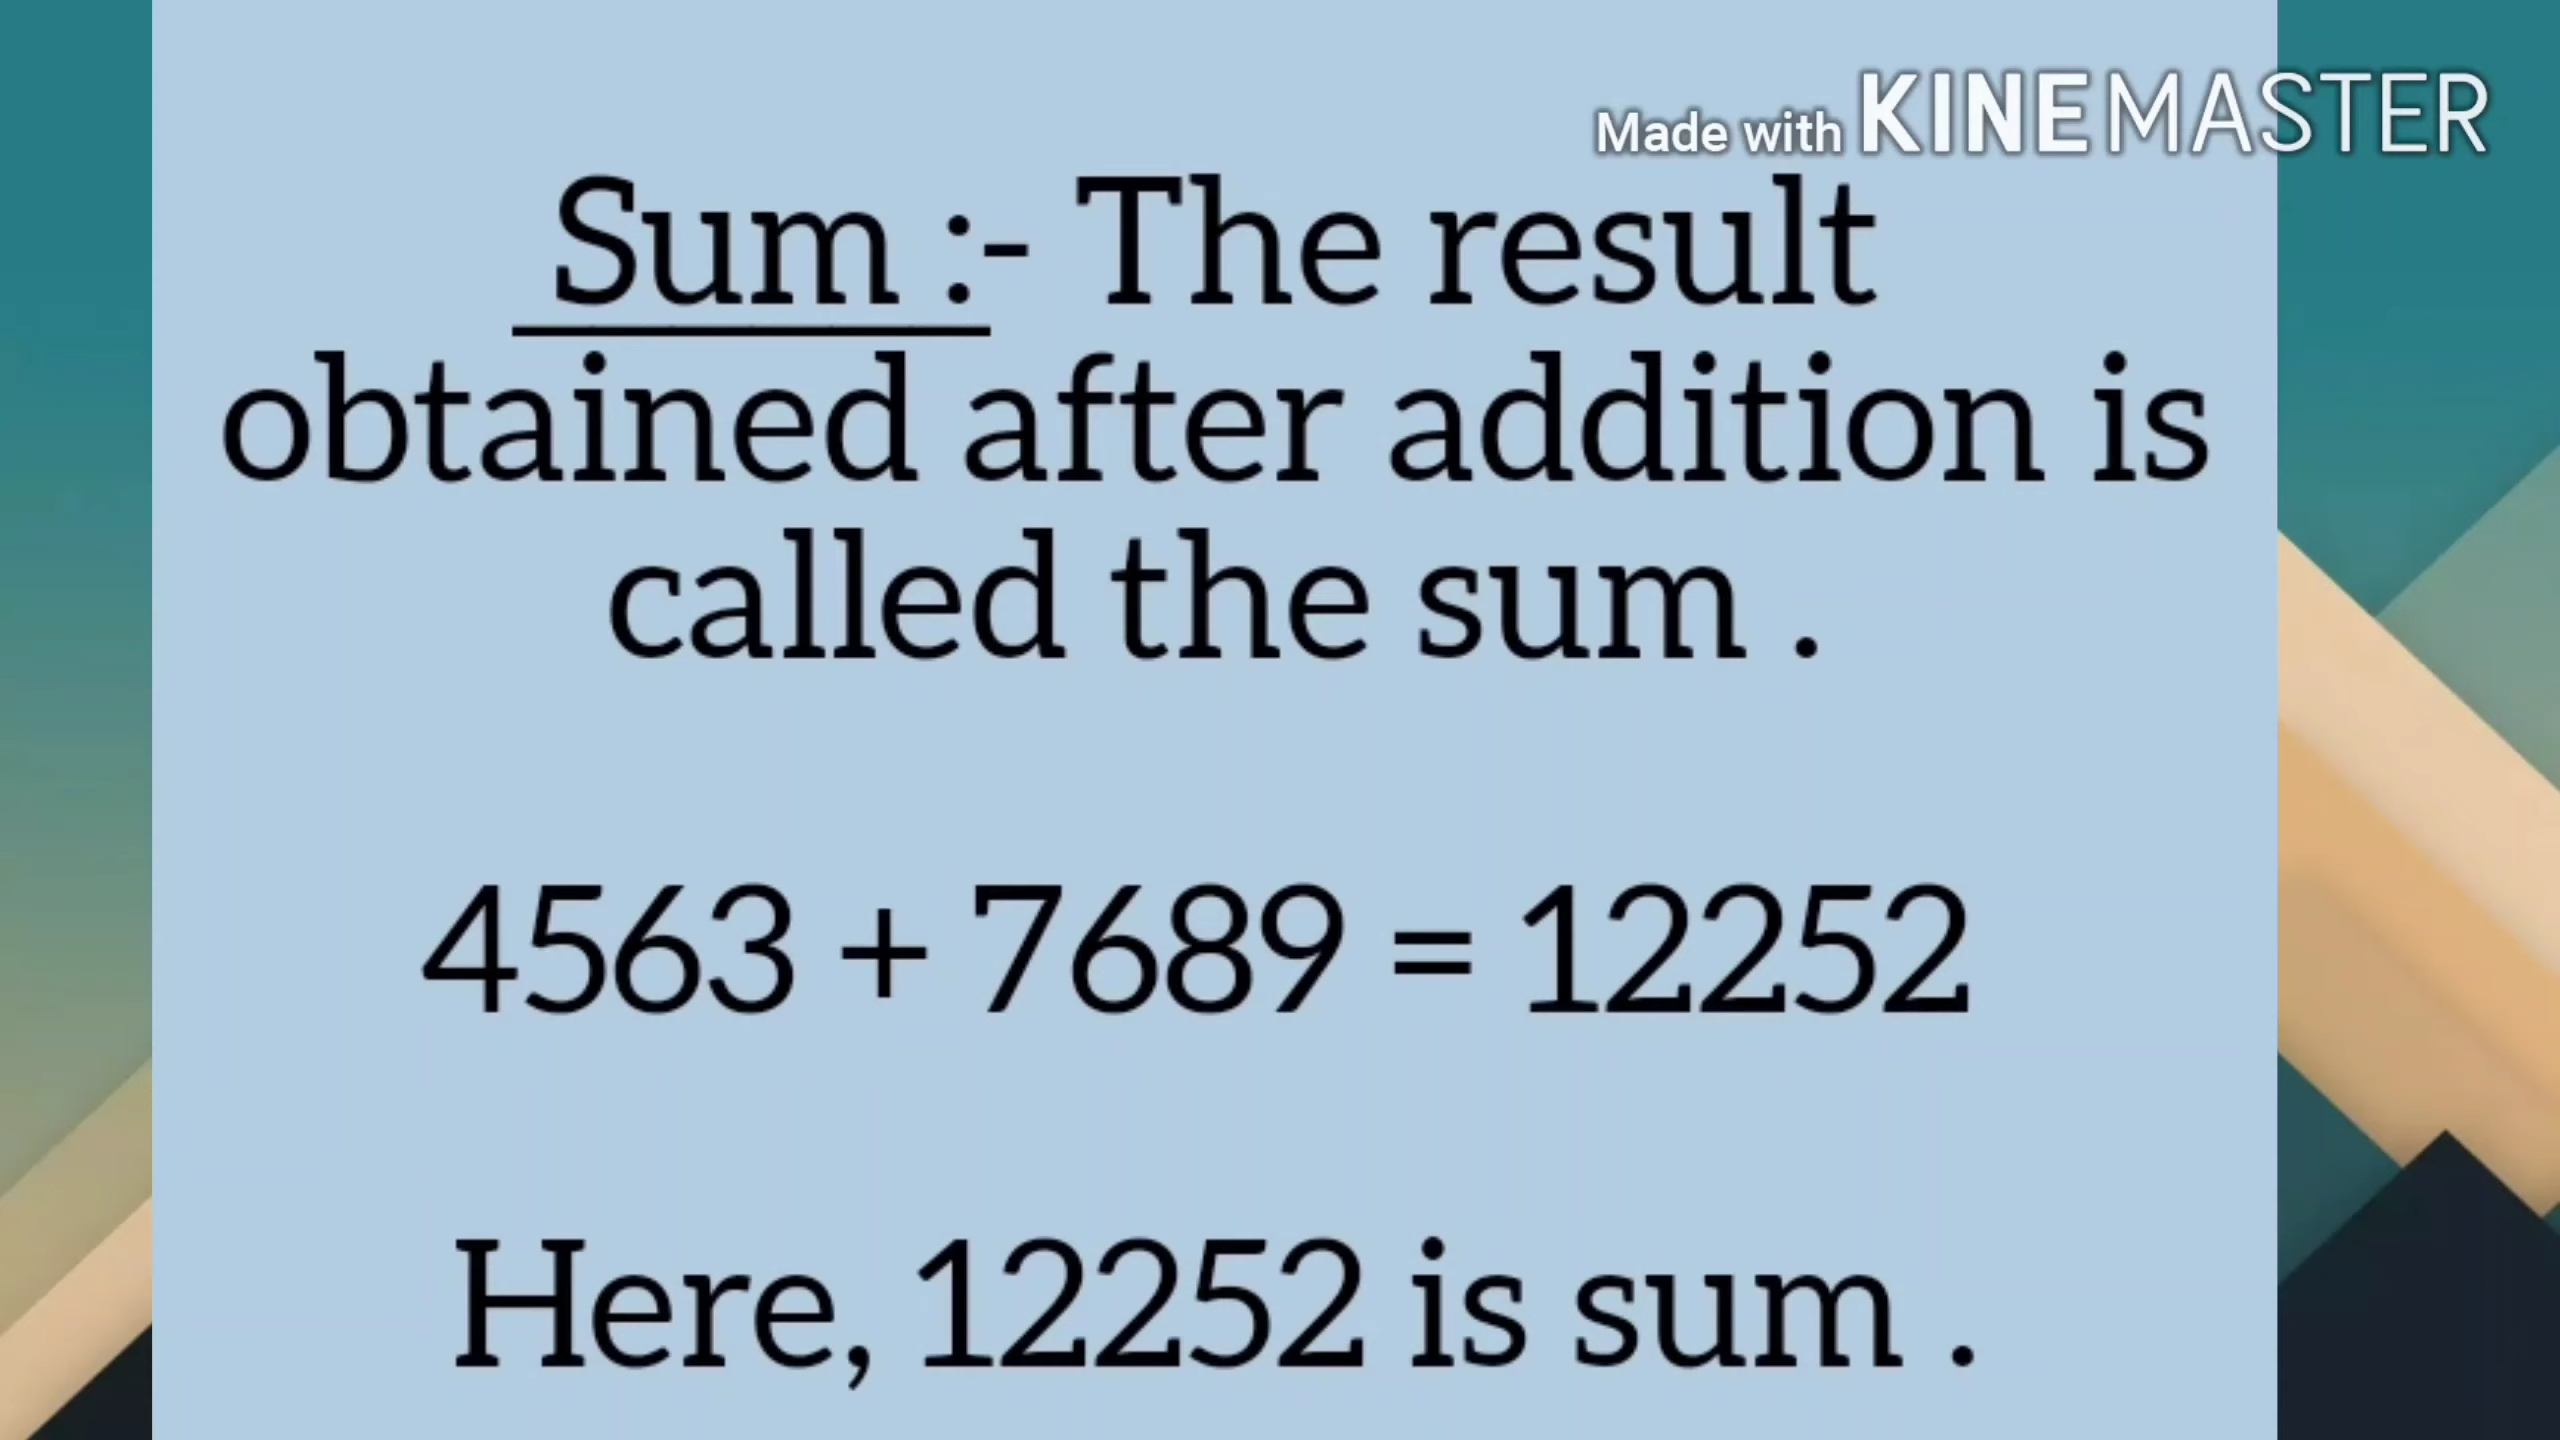 Made with KINEMASTER
Sum :- The result
obtained after addition is
called the sum .
4563 + 7689 = 12252
Here, 12252 is sum .